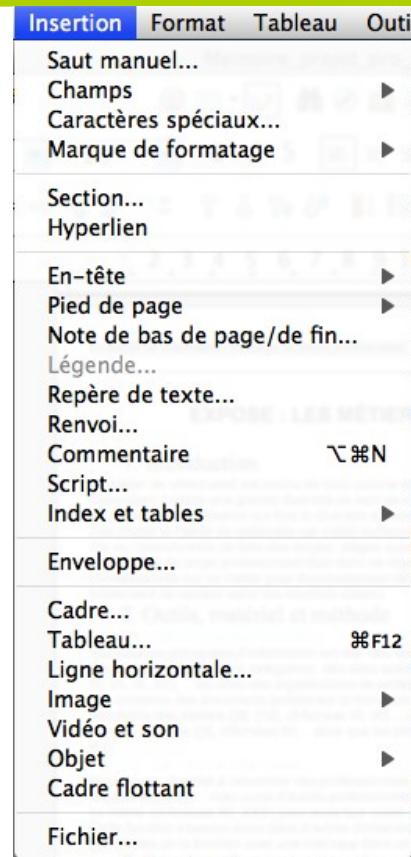 Insertion Format Tableau Outi
Saut manuel...
Champs
Caractères spéciaux...
Marque de formatage
Section...
Hyperlien
En-tête
Pied de page
Note de bas de page/de fin...
Légende...
Repère de texte...
Renvoi...
Commentaire ⌥⌘N
Script...
Index et tables
Enveloppe...
Cadre...
Tableau... ⌘F12
Ligne horizontale...
Image
Vidéo et son
Objet
Cadre flottant
Fichier...